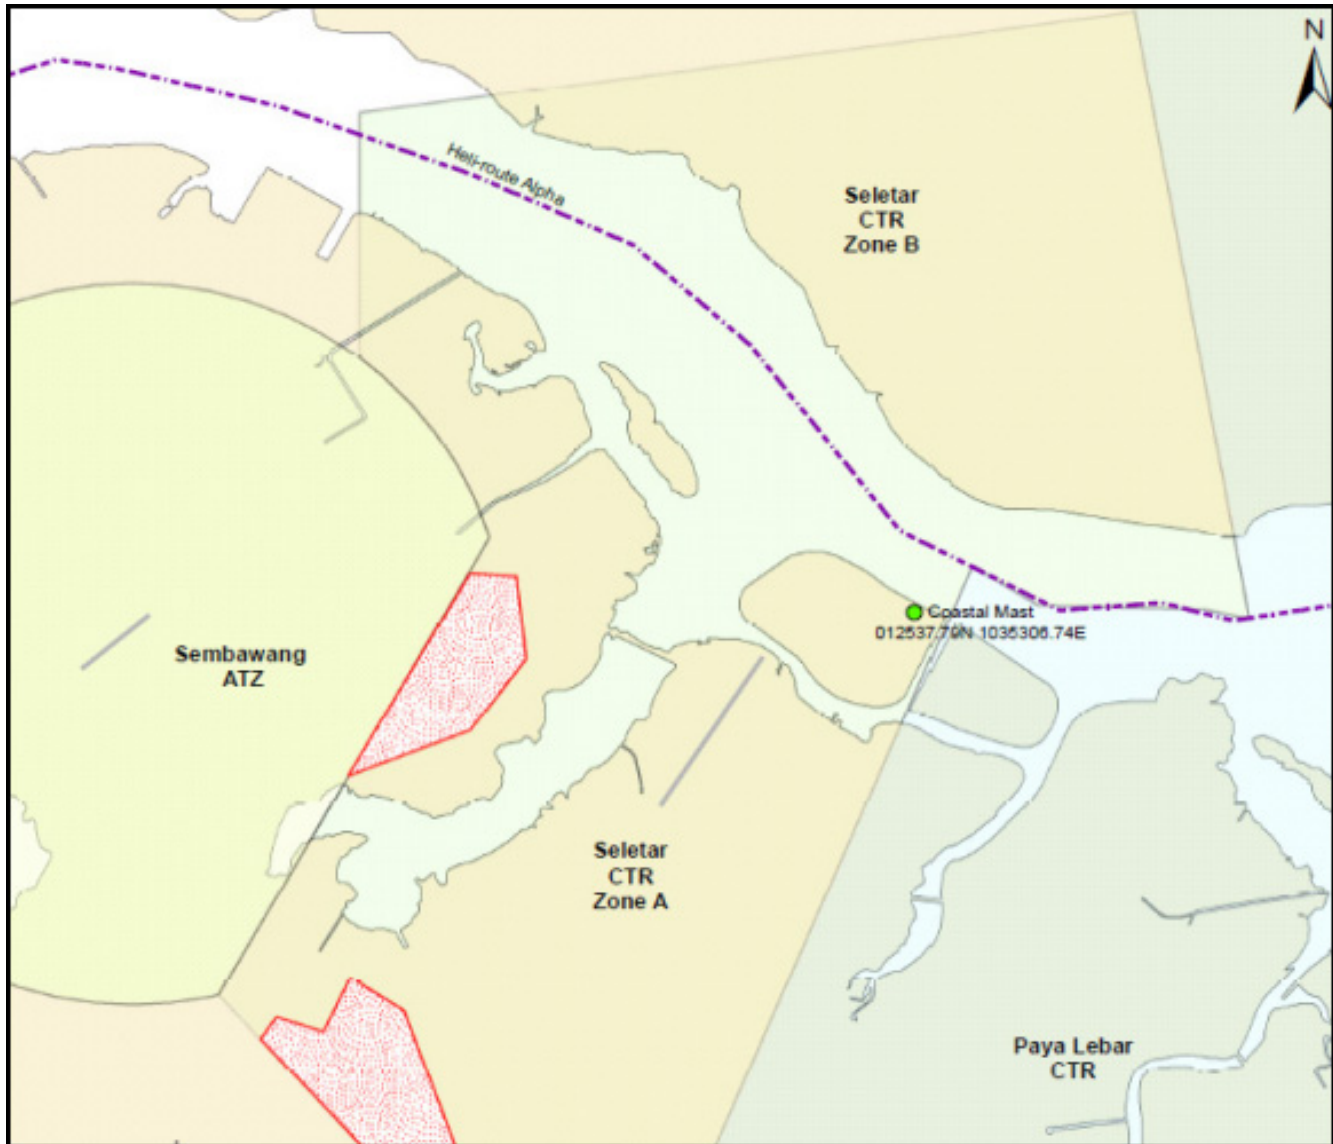 N
Heli-route Alpha
Seletar
CTR
Zone B
Coastal Mast
012537.79N 1035306.74E
Sembawang
ATZ
Seletar
CTR
Zone A
Paya Lebar
CTR